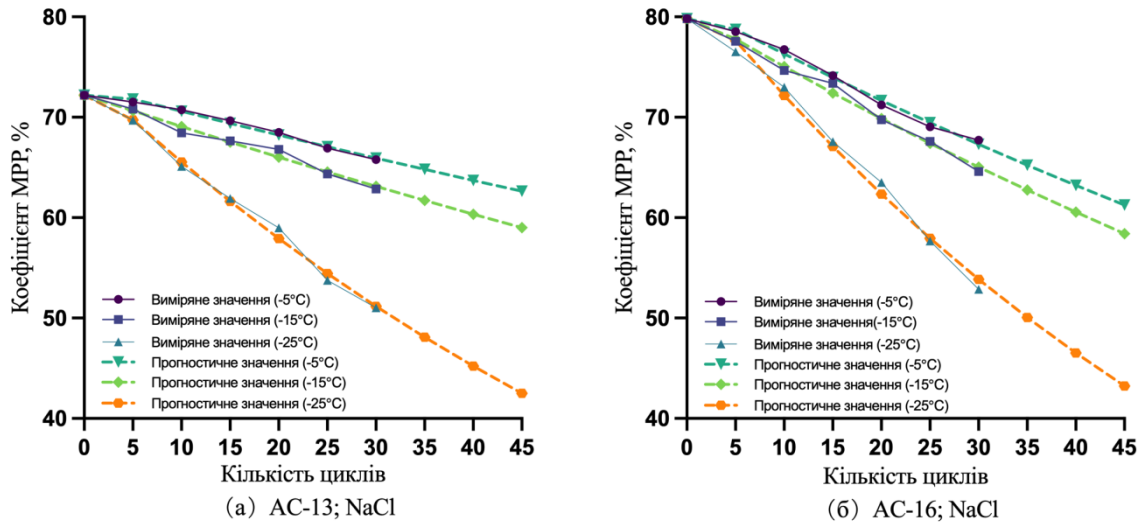 80
70
60
50
40
Коефіцієнт МРР, %
Виміряне значення (-5°C)
Виміряне значення (-15°C)
Виміряне значення (-25°C)
Прогностичне значення (-5°C)
Прогностичне значення (-15°C)
Прогностичне значення (-25°C)
0 5 10 15 20 25 30 35 40 45
Кількість циклів
(а) АС-13; NaCl
80
70
60
50
40
Коефіцієнт МРР, %
Виміряне значення (-5°C)
Виміряне значення(-15°C)
Виміряне значення (-25°C)
Прогностичне значення (-5°C)
Прогностичне значення (-15°C)
Прогностичне значення (-25°C)
0 5 10 15 20 25 30 35 40 45
Кількість циклів
(б) АС-16; NaCl